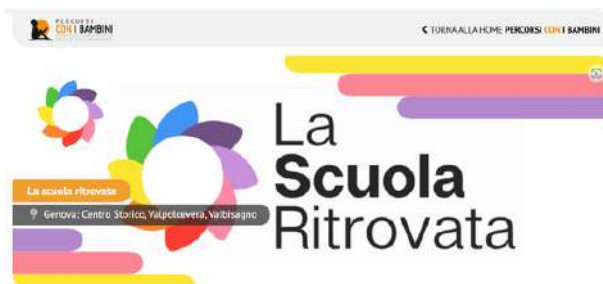 PERCORSI
CON I BAMBINI
TORNA ALLA HOME PERCORSI CON I BAMBINI
La
Scuola
Ritrovata
La scuola ritrovata
Genova: Centro Storico, Valpolcevera, Valbisagno